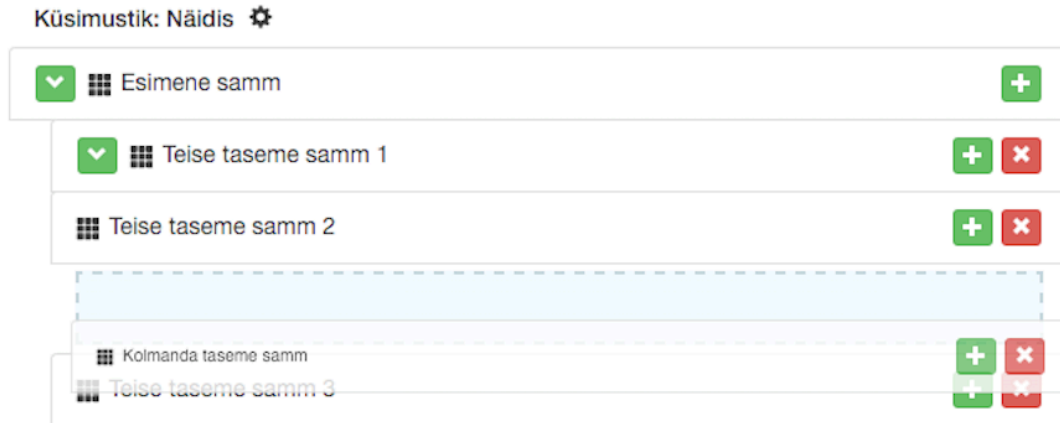 Küsimustik: Näidis
Esimene samm
Teise taseme samm 1
Teise taseme samm 2
Kolmanda taseme samm
Teise taseme samm 3